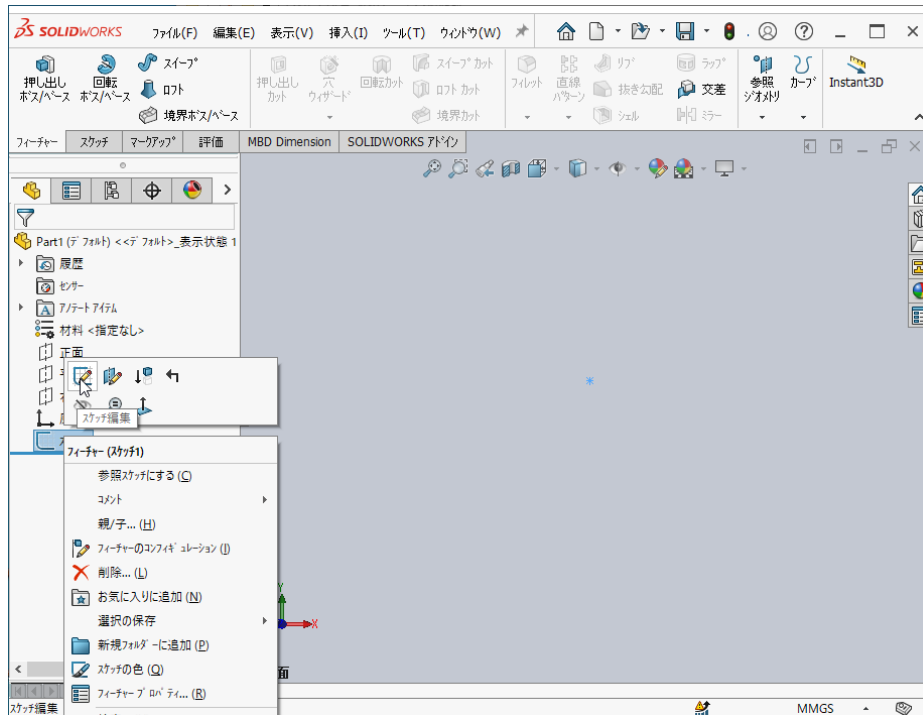 SOLIDWORKS ファイル(F) 編集(E) 表示(V) 挿入(I) ツール(T) ウィンドウ(W)
押し出し
ボス/ベース
回転
ボス/ベース
スイープ
ロフト
境界ボス/ベース
押し出し
カット
穴
ウィザード
回転カット
スイープ カット
ロフト カット
境界カット
フィレット
直線
パターン
リブ
抜き勾配
シェル
ラップ
交差
ミラー
参照
ジオメトリ
カーブ
Instant3D
フィーチャー スケッチ マークアップ 評価 MBD Dimension SOLIDWORKS アドイン
Part1 (デフォルト) <<デフォルト>_表示状態 1
履歴
センサー
アノテート アイテム
材料 <指定なし>
正面
スケッチ編集
フィーチャー (スケッチ1)
参照スケッチにする (C)
コメント
親/子... (H)
フィーチャーのコンフィギュレーション (I)
削除... (L)
お気に入りに追加 (N)
選択の保存
新規フォルダーに追加 (P)
スケッチの色 (Q)
フィーチャー プロパティ... (R)
Y
X
面
スケッチ編集
MMGS